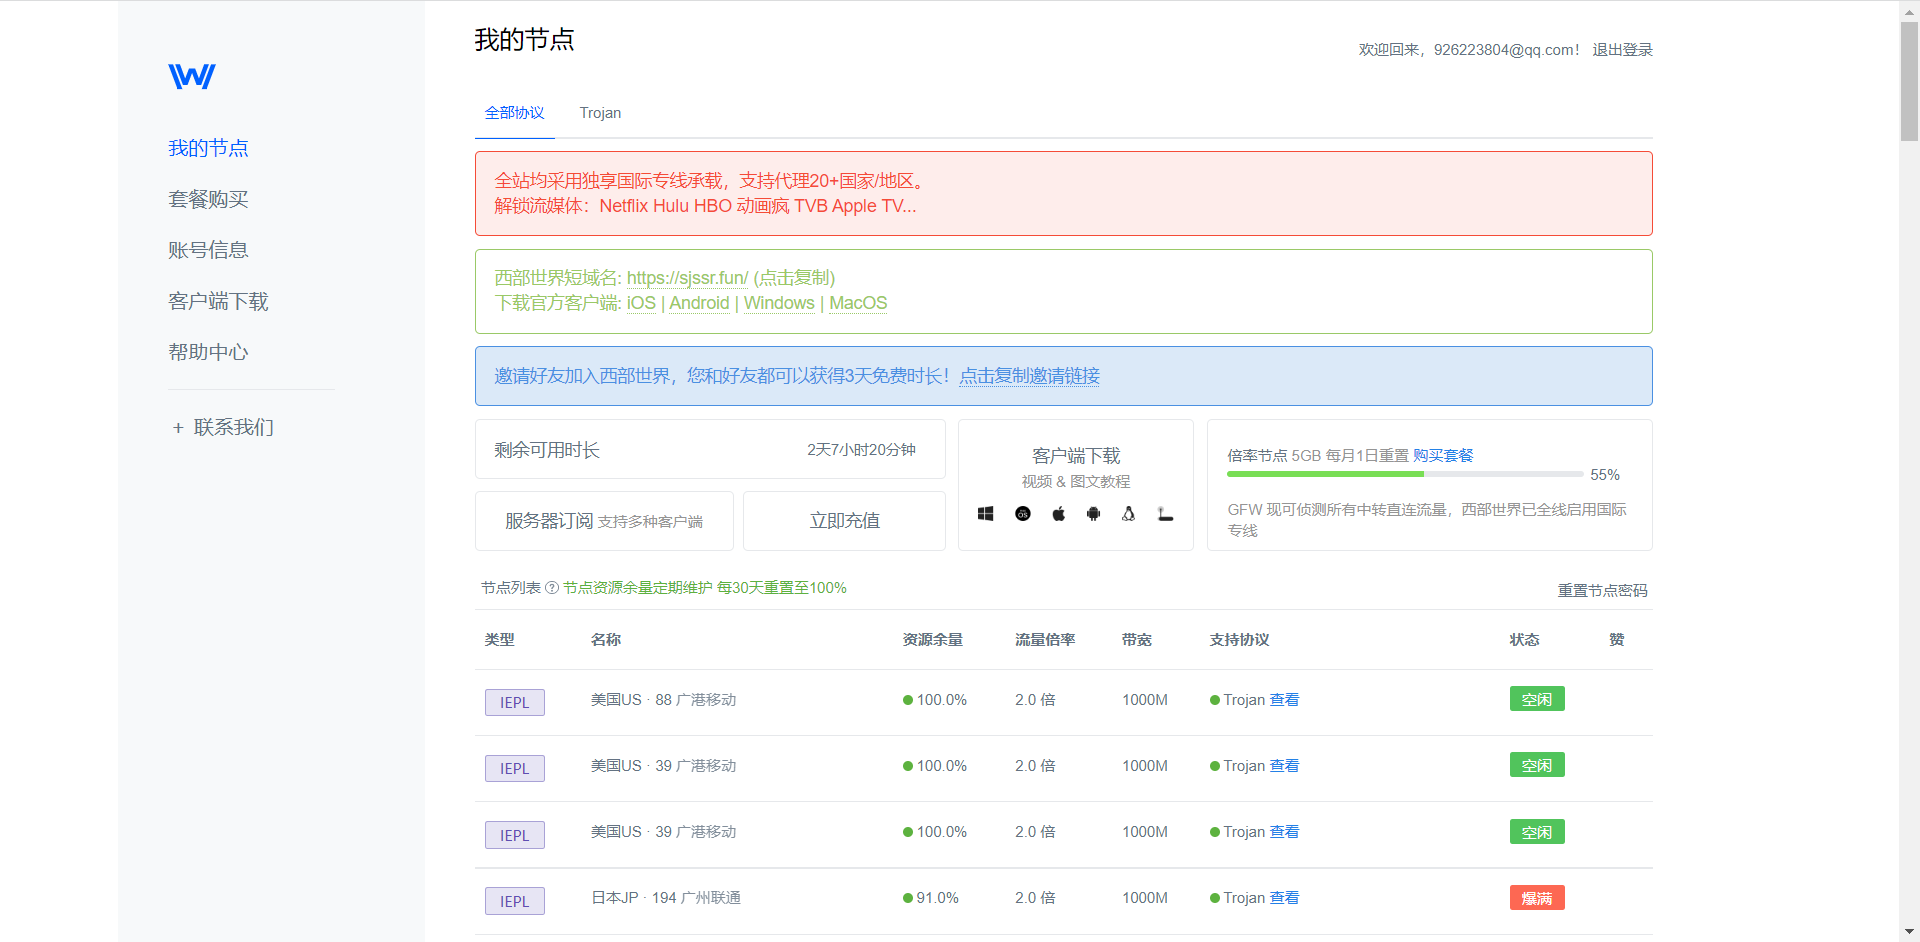 我的节点
欢迎回来，926223804@qq.com！ 退出登录
W
我的节点
套餐购买
账号信息
客户端下载
帮助中心
+ 联系我们
全部协议 Trojan
全站均采用独享国际专线承载，支持代理20+国家/地区。
解锁流媒体：Netflix Hulu HBO 动画疯 TVB Apple TV...
西部世界短域名: https://sjssr.fun/ (点击复制)
下载官方客户端: iOS | Android | Windows | MacOS
邀请好友加入西部世界，您和好友都可以获得3天免费时长！点击复制邀请链接
剩余可用时长 2天7小时20分钟
服务器订阅 支持多种客户端
立即充值
客户端下载
视频 & 图文教程
OS
倍率节点 5GB 每月1日重置 购买套餐
55%
GFW 现可侦测所有中转直连流量，西部世界已全线启用国际
专线
节点列表 ? 节点资源余量定期维护 每30天重置至100%
重置节点密码
类型 名称 资源余量 流量倍率 带宽 支持协议 状态 赞
IEPL 美国US · 88 广港移动 100.0% 2.0 倍 1000M Trojan 查看 空闲
IEPL 美国US · 39 广港移动 100.0% 2.0 倍 1000M Trojan 查看 空闲
IEPL 美国US · 39 广港移动 100.0% 2.0 倍 1000M Trojan 查看 空闲
IEPL 日本JP · 194 广州联通 91.0% 2.0 倍 1000M Trojan 查看 爆满